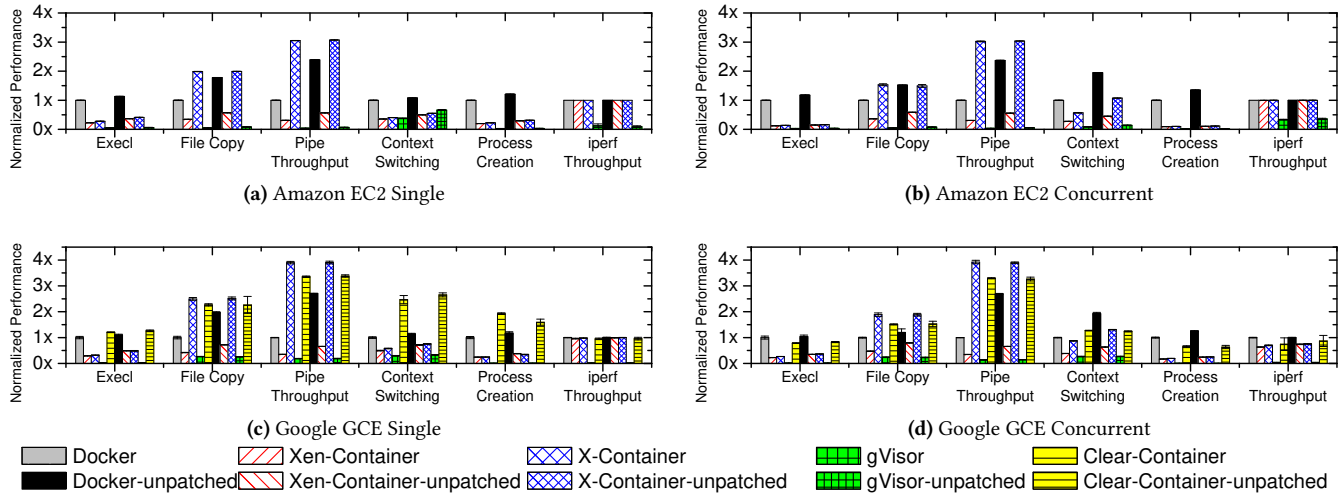 Normalized Performance
4x
3x
2x
1x
0x
Execl
File Copy
Pipe Throughput
Context Switching
Process Creation
iperf Throughput
(a) Amazon EC2 Single
Normalized Performance
4x
3x
2x
1x
0x
Execl
File Copy
Pipe Throughput
Context Switching
Process Creation
iperf Throughput
(b) Amazon EC2 Concurrent
Normalized Performance
4x
3x
2x
1x
0x
Execl
File Copy
Pipe Throughput
Context Switching
Process Creation
iperf Throughput
(c) Google GCE Single
Normalized Performance
4x
3x
2x
1x
0x
Execl
File Copy
Pipe Throughput
Context Switching
Process Creation
iperf Throughput
(d) Google GCE Concurrent
Docker
Xen-Container
X-Container
gVisor
Clear-Container
Docker-unpatched
Xen-Container-unpatched
X-Container-unpatched
gVisor-unpatched
Clear-Container-unpatched